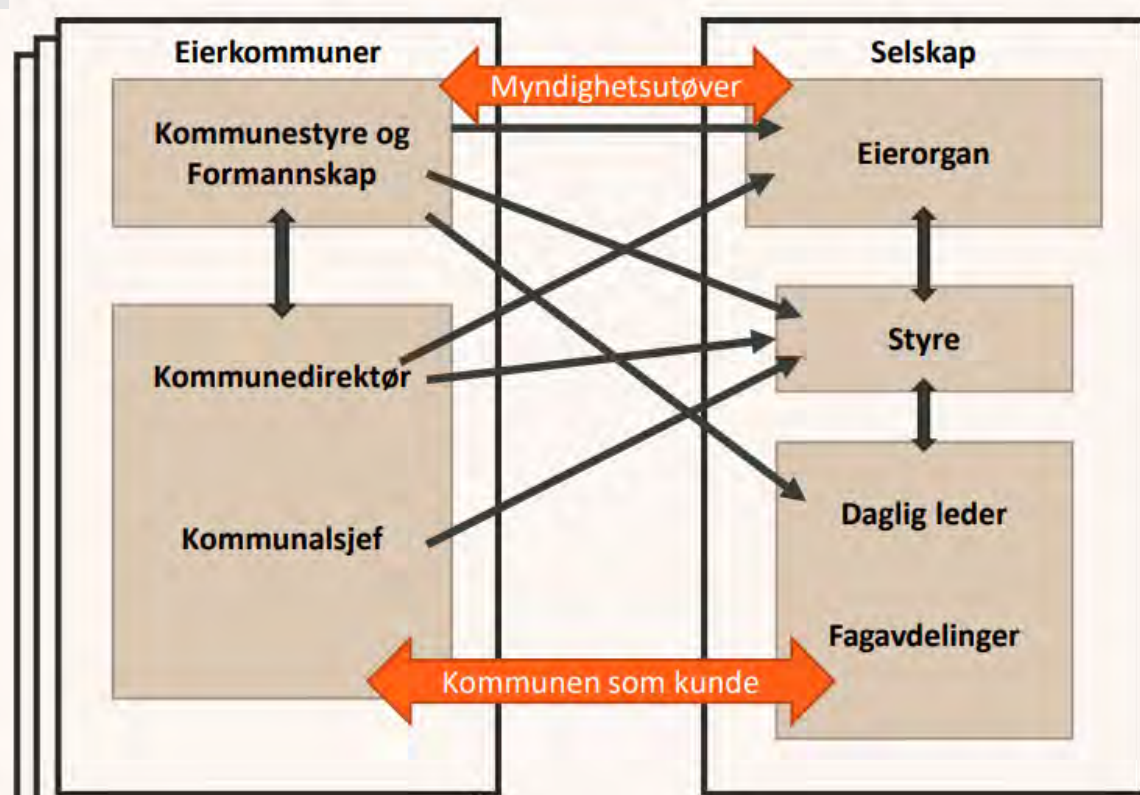 Eierkommuner
Selskap
Myndighetsutøver
Kommunestyre og
Formannskap
Eierorgan
Styre
Kommunedirektør
Kommunalsjef
Daglig leder
Fagavdelinger
Kommunen som kunde